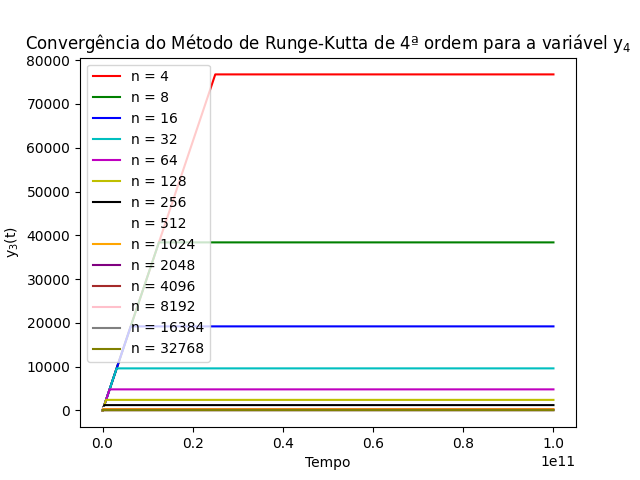 Convergência do Método de Runge-Kutta de 4ª ordem para a variável y₄
80000
70000
60000
50000
40000
30000
20000
10000
0
y₃(t)
n = 4
n = 8
n = 16
n = 32
n = 64
n = 128
n = 256
n = 512
n = 1024
n = 2048
n = 4096
n = 8192
n = 16384
n = 32768
0.0 0.2 0.4 0.6 0.8 1.0
1e11
Tempo